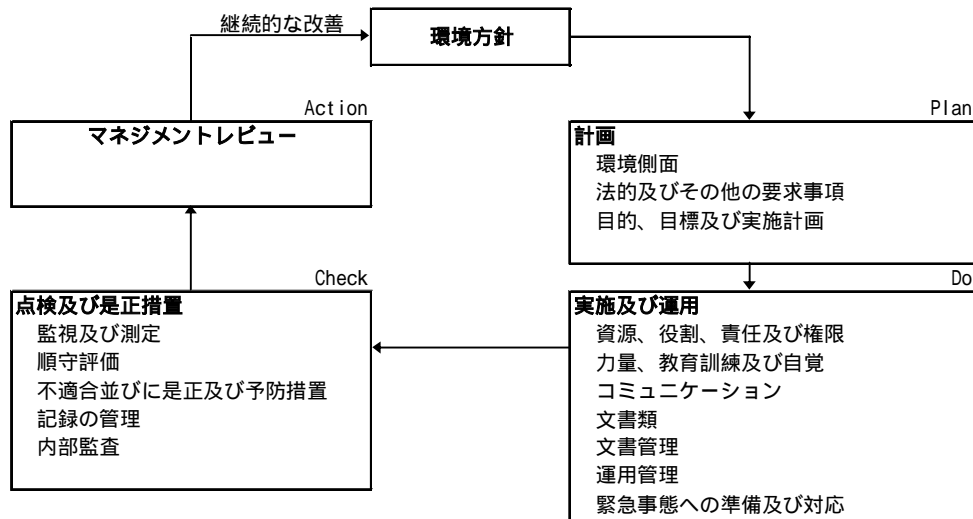 継続的な改善
環境方針
Action
マネジメントレビュー
Plan
計画
環境側面
法的及びその他の要求事項
目的、目標及び実施計画
Do
実施及び運用
資源、役割、責任及び権限
力量、教育訓練及び自覚
コミュニケーション
文書類
文書管理
運用管理
緊急事態への準備及び対応
Check
点検及び是正措置
監視及び測定
順守評価
不適合並びに是正及び予防措置
記録の管理
内部監査